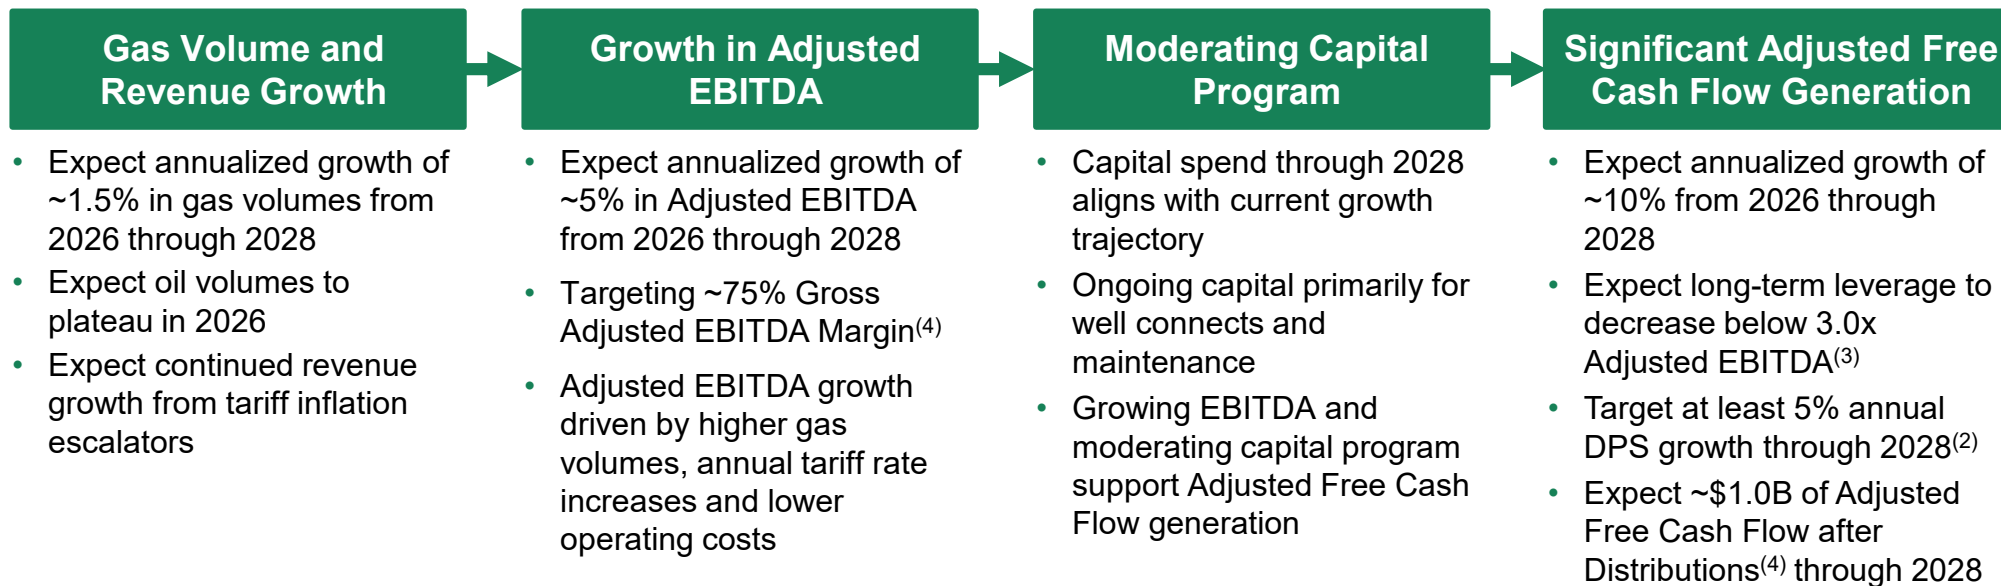 Gas Volume and
Revenue Growth
• Expect annualized growth of
~1.5% in gas volumes from
2026 through 2028
• Expect oil volumes to
plateau in 2026
• Expect continued revenue
growth from tariff inflation
escalators
Growth in Adjusted
EBITDA
• Expect annualized growth of
~5% in Adjusted EBITDA
from 2026 through 2028
• Targeting ~75% Gross
Adjusted EBITDA Margin(4)
• Adjusted EBITDA growth
driven by higher gas
volumes, annual tariff rate
increases and lower
operating costs
Moderating Capital
Program
• Capital spend through 2028
aligns with current growth
trajectory
• Ongoing capital primarily for
well connects and
maintenance
• Growing EBITDA and
moderating capital program
support Adjusted Free Cash
Flow generation
Significant Adjusted Free
Cash Flow Generation
• Expect annualized growth of
~10% from 2026 through
2028
• Expect long-term leverage to
decrease below 3.0x
Adjusted EBITDA(3)
• Target at least 5% annual
DPS growth through 2028(2)
• Expect ~$1.0B of Adjusted
Free Cash Flow after
Distributions(4) through 2028